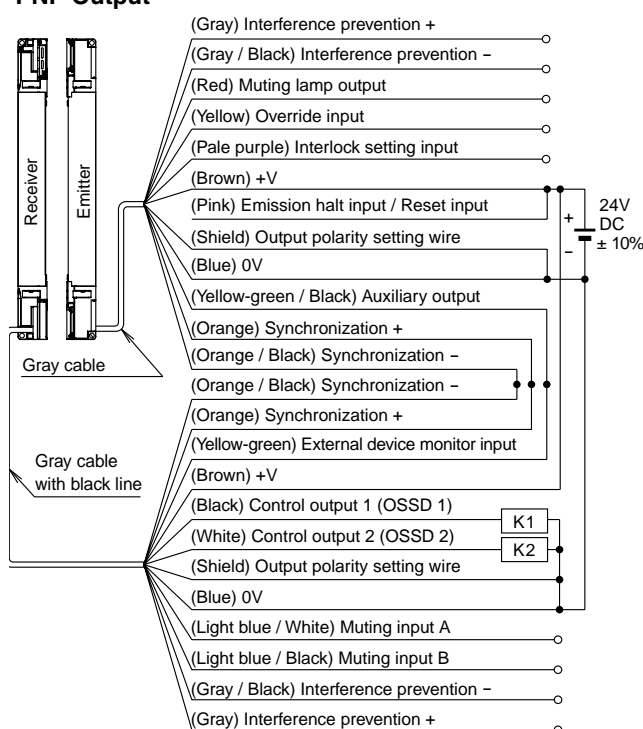 PNP Output
(Gray) Interference prevention +
(Gray / Black) Interference prevention −
(Red) Muting lamp output
(Yellow) Override input
(Pale purple) Interlock setting input
(Brown) +V
(Pink) Emission halt input / Reset input
(Shield) Output polarity setting wire
(Blue) 0V
(Yellow-green / Black) Auxiliary output
(Orange) Synchronization +
(Orange / Black) Synchronization −
(Orange / Black) Synchronization −
(Orange) Synchronization +
(Yellow-green) External device monitor input
(Brown) +V
(Black) Control output 1 (OSSD 1)
(White) Control output 2 (OSSD 2)
(Shield) Output polarity setting wire
(Blue) 0V
(Light blue / White) Muting input A
(Light blue / Black) Muting input B
(Gray / Black) Interference prevention −
(Gray) Interference prevention +
Receiver
Emitter
Gray cable
Gray cable
with black line
K1
K2
+
−
24V
DC
± 10%